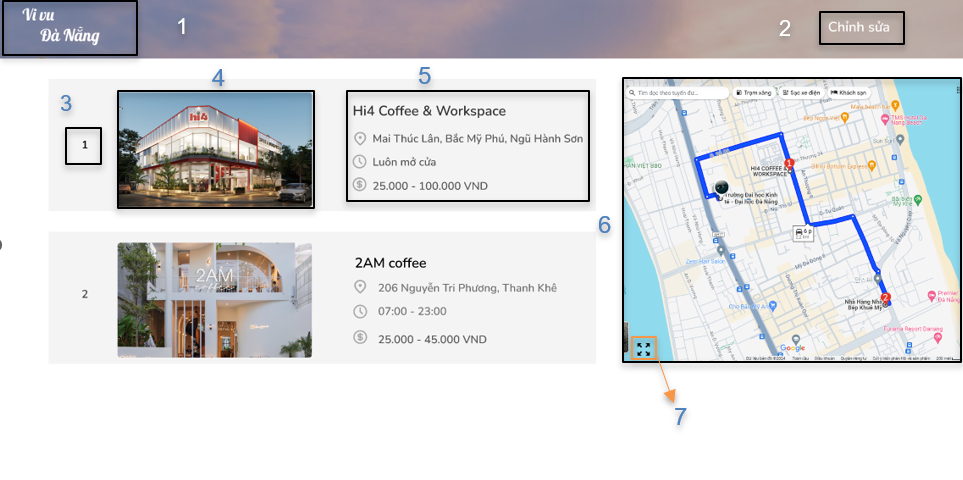 Vi vu
Đà Nẵng
1
2
Chỉnh sửa
3
4
5
1
hi4
Hi4 Coffee & Workspace
Mai Thúc Lân, Bắc Mỹ Phú, Ngũ Hành Sơn
Luôn mở cửa
25.000 - 100.000 VND
2
2AM
coffee
2AM coffee
206 Nguyễn Tri Phương, Thanh Khê
07:00 - 23:00
25.000 - 45.000 VND
6
Tìm dọc theo tuyến đư...
Trạm xăng
Sạc xe điện
Khách sạn
1
HI4 COFFEE &
WORKSPACE
Trường Đại học Kinh
tế - Đại học Đà Nẵng
6 p
2
Nhà Hàng Nhà
Bếp Khuê Mỹ
Furama Resort Danang
Premier
Đà Nẵng
Google
7